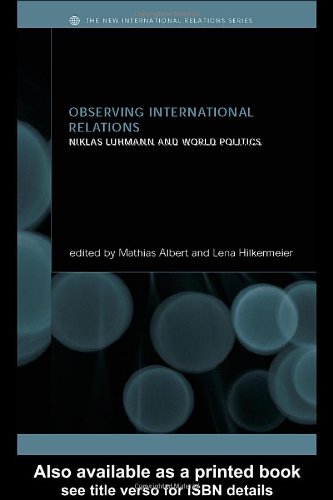 THE NEW INTERNATIONAL RELATIONS SERIES
OBSERVING INTERNATIONAL
RELATIONS
NIKLAS LUHMANN AND WORLD POLITICS
edited by Mathias Albert and Lena Hilkermeier
Also available as a printed book
see title verso for ISBN details